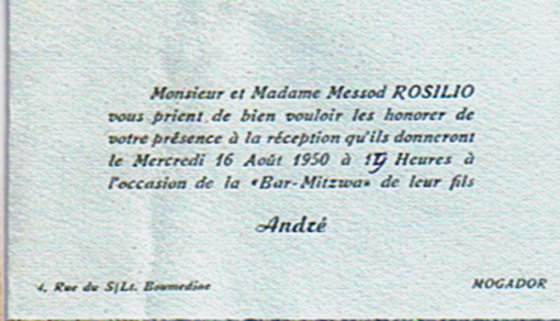 Monsieur et Madame Messod ROSILIO
vous prient de bien vouloir les honorer de
votre présence à la réception qu'ils donneront
le Mercredi 16 Août 1950 à 19 Heures à
l'occasion de la «Bar-Mitzwa» de leur fils
André
4, Rue du S/Lt. Boumedine MOGADOR